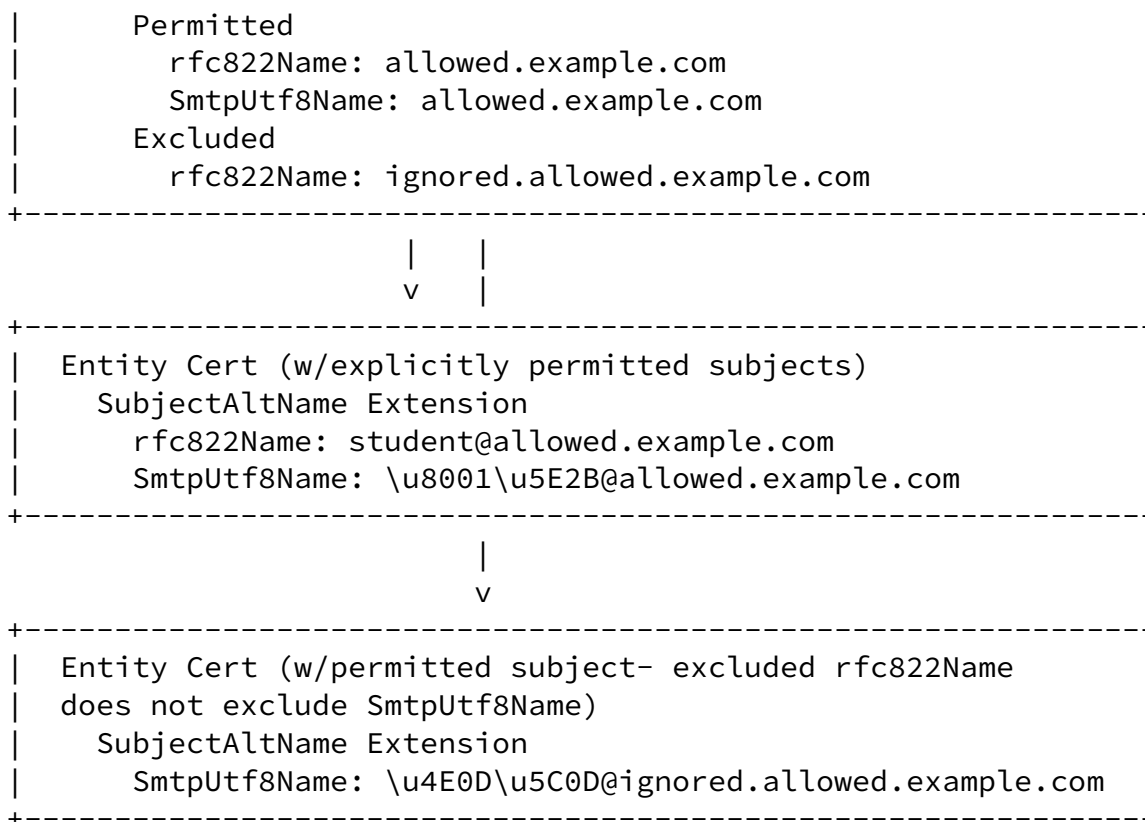 |      Permitted
|        rfc822Name: allowed.example.com
|        SmtpUtf8Name: allowed.example.com
|      Excluded
|        rfc822Name: ignored.allowed.example.com
+---------------------------------------------------------------
                      |   |
                      v   |
+---------------------------------------------------------------
|  Entity Cert (w/explicitly permitted subjects)
|    SubjectAltName Extension
|      rfc822Name: student@allowed.example.com
|      SmtpUtf8Name: \u8001\u5E2B@allowed.example.com
+---------------------------------------------------------------
                          |
                          v
+---------------------------------------------------------------
|  Entity Cert (w/permitted subject- excluded rfc822Name
|  does not exclude SmtpUtf8Name)
|    SubjectAltName Extension
|      SmtpUtf8Name: \u4E0D\u5C0D@ignored.allowed.example.com
+---------------------------------------------------------------